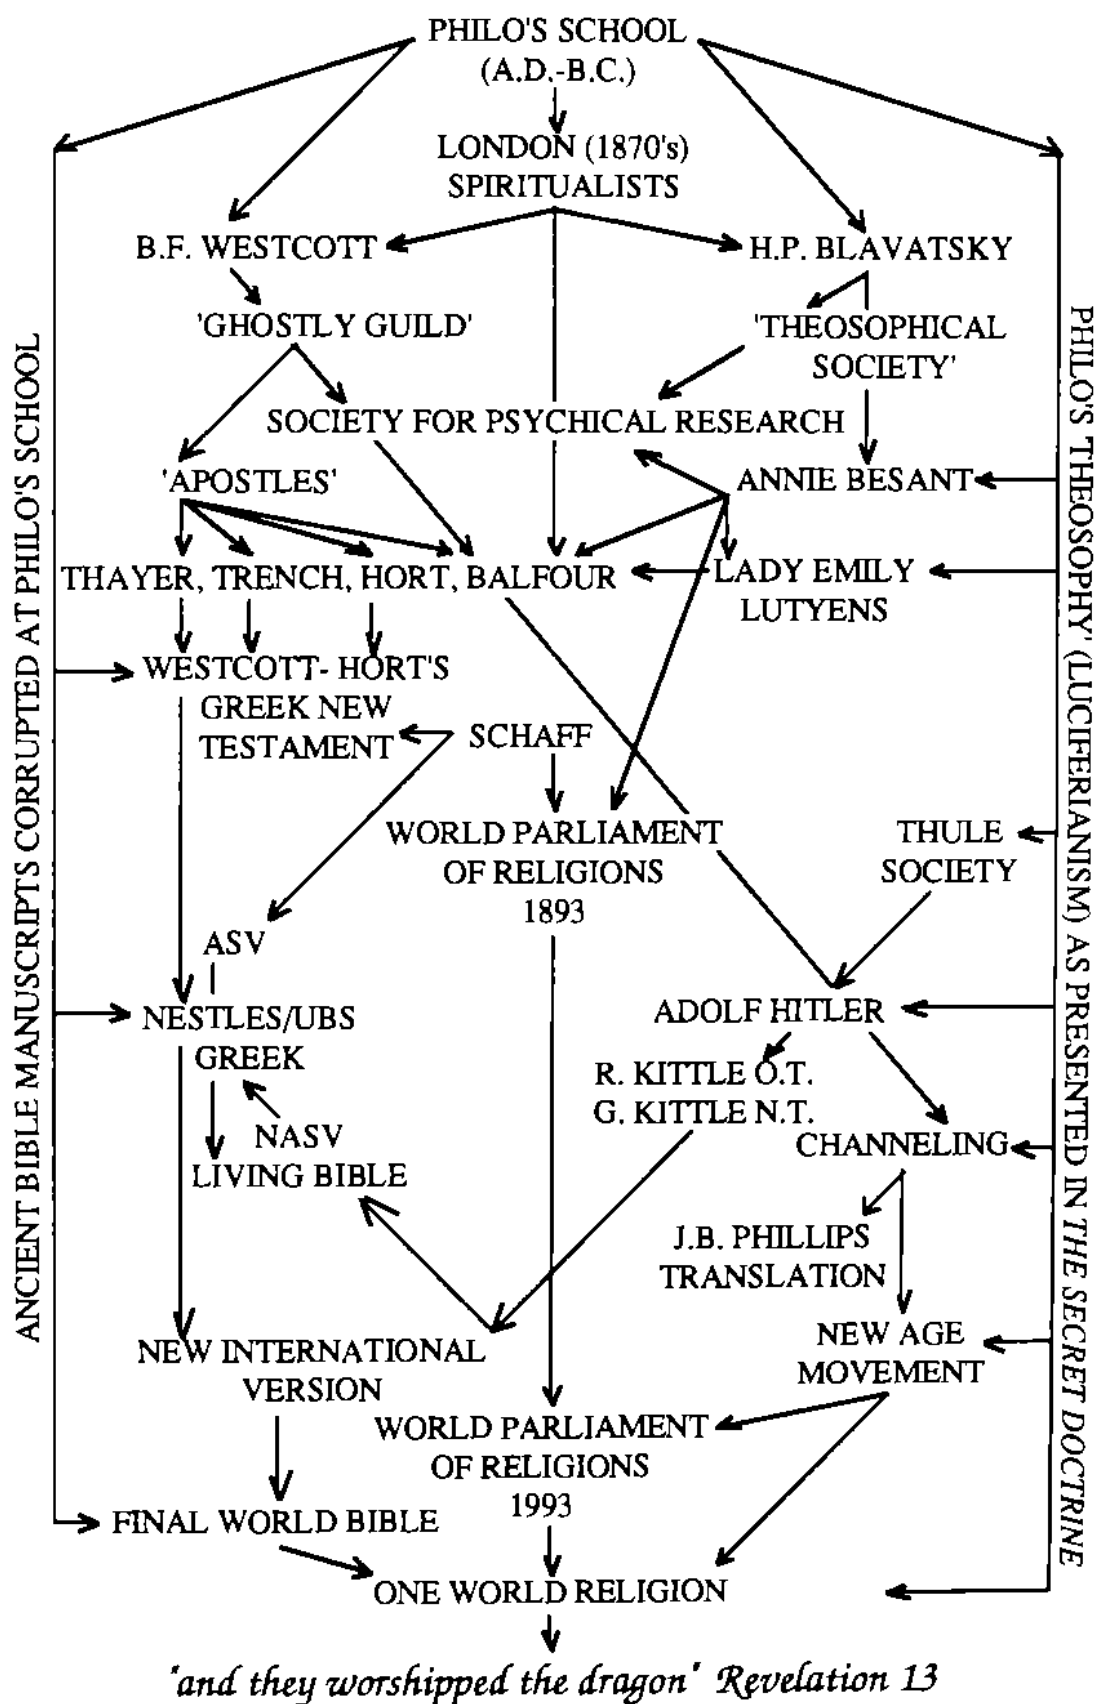 PHILO'S SCHOOL
(A.D.-B.C.)
LONDON (1870's)
SPIRITUALISTS
B.F. WESTCOTT
H.P. BLAVATSKY
'GHOSTLY GUILD'
'THEOSOPHICAL
SOCIETY'
SOCIETY FOR PSYCHICAL RESEARCH
'APOSTLES'
ANNIE BESANT
THAYER, TRENCH, HORT, BALFOUR
LADY EMILY
LUTYENS
WESTCOTT- HORT'S
GREEK NEW
TESTAMENT
SCHAFF
WORLD PARLIAMENT
OF RELIGIONS
1893
THULE
SOCIETY
ASV
NESTLES/UBS
GREEK
ADOLF HITLER
R. KITTLE O.T.
G. KITTLE N.T.
NASV
LIVING BIBLE
CHANNELING
J.B. PHILLIPS
TRANSLATION
NEW INTERNATIONAL
VERSION
NEW AGE
MOVEMENT
WORLD PARLIAMENT
OF RELIGIONS
1993
FINAL WORLD BIBLE
ONE WORLD RELIGION
"and they worshipped the dragon" Revelation 13
ANCIENT BIBLE MANUSCRIPTS CORRUPTED AT PHILO'S SCHOOL
PHILO'S 'THEOSOPHY' (LUCIFERIANISM) AS PRESENTED IN THE SECRET DOCTRINE